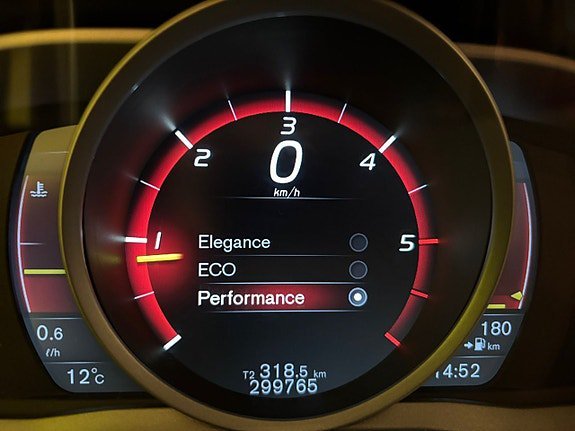 3
2
4
0
km/h
1
5
Elegance
ECO
Performance
0.6
ℓ/h
12°C
T2 318.5 km
299765
180
km
14:52